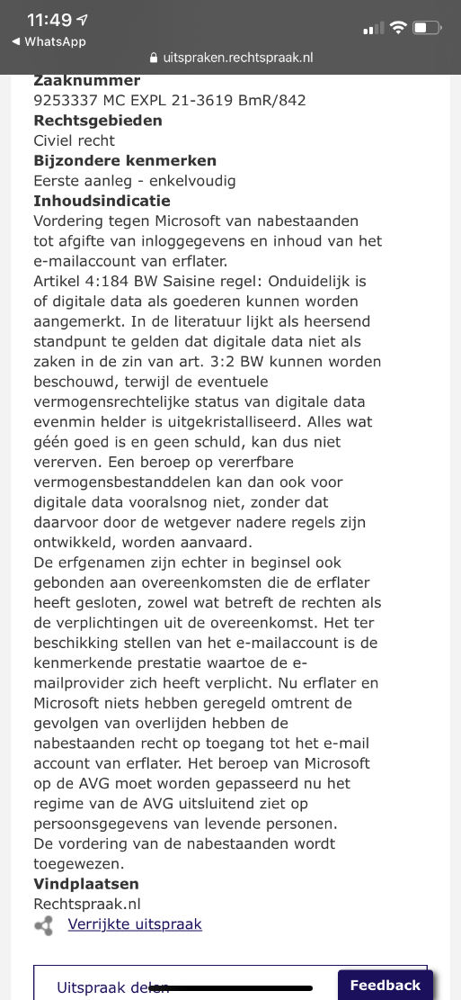 11:49
WhatsApp
uitspraken.rechtspraak.nl
Zaaknummer
9253337 MC EXPL 21-3619 BmR/842
Rechtsgebieden
Civiel recht
Bijzondere kenmerken
Eerste aanleg - enkelvoudig
Inhoudsindicatie
Vordering tegen Microsoft van nabestaanden
tot afgifte van inloggegevens en inhoud van het
e-mailaccount van erflater.
Artikel 4:184 BW Saisine regel: Onduidelijk is
of digitale data als goederen kunnen worden
aangemerkt. In de literatuur lijkt als heersend
standpunt te gelden dat digitale data niet als
zaken in de zin van art. 3:2 BW kunnen worden
beschouwd, terwijl de eventuele
vermogensrechtelijke status van digitale data
evenmin helder is uitgekristalliseerd. Alles wat
géén goed is en geen schuld, kan dus niet
vererven. Een beroep op vererfbare
vermogensbestanddelen kan dan ook voor
digitale data vooralsnog niet, zonder dat
daarvoor door de wetgever nadere regels zijn
ontwikkeld, worden aanvaard.
De erfgenamen zijn echter in beginsel ook
gebonden aan overeenkomsten die de erflater
heeft gesloten, zowel wat betreft de rechten als
de verplichtingen uit de overeenkomst. Het ter
beschikking stellen van het e-mailaccount is de
kenmerkende prestatie waartoe de e-
mailprovider zich heeft verplicht. Nu erflater en
Microsoft niets hebben geregeld omtrent de
gevolgen van overlijden hebben de
nabestaanden recht op toegang tot het e-mail
account van erflater. Het beroep van Microsoft
op de AVG moet worden gepasseerd nu het
regime van de AVG uitsluitend ziet op
persoonsgegevens van levende personen.
De vordering van de nabestaanden wordt
toegewezen.
Vindplaatsen
Rechtspraak.nl
Verrijkte uitspraak
Uitspraak delen
Feedback